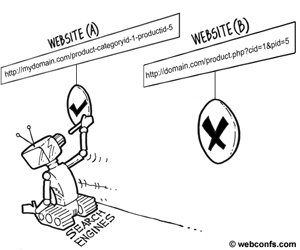 WEBSITE(A)
http://mydomain.com/product-categoryid-1-productid-5
WEBSITE(B)
http://domain.com/product.php?cid=1&pid=5
SEARCH
ENGINES
© webconfs.com